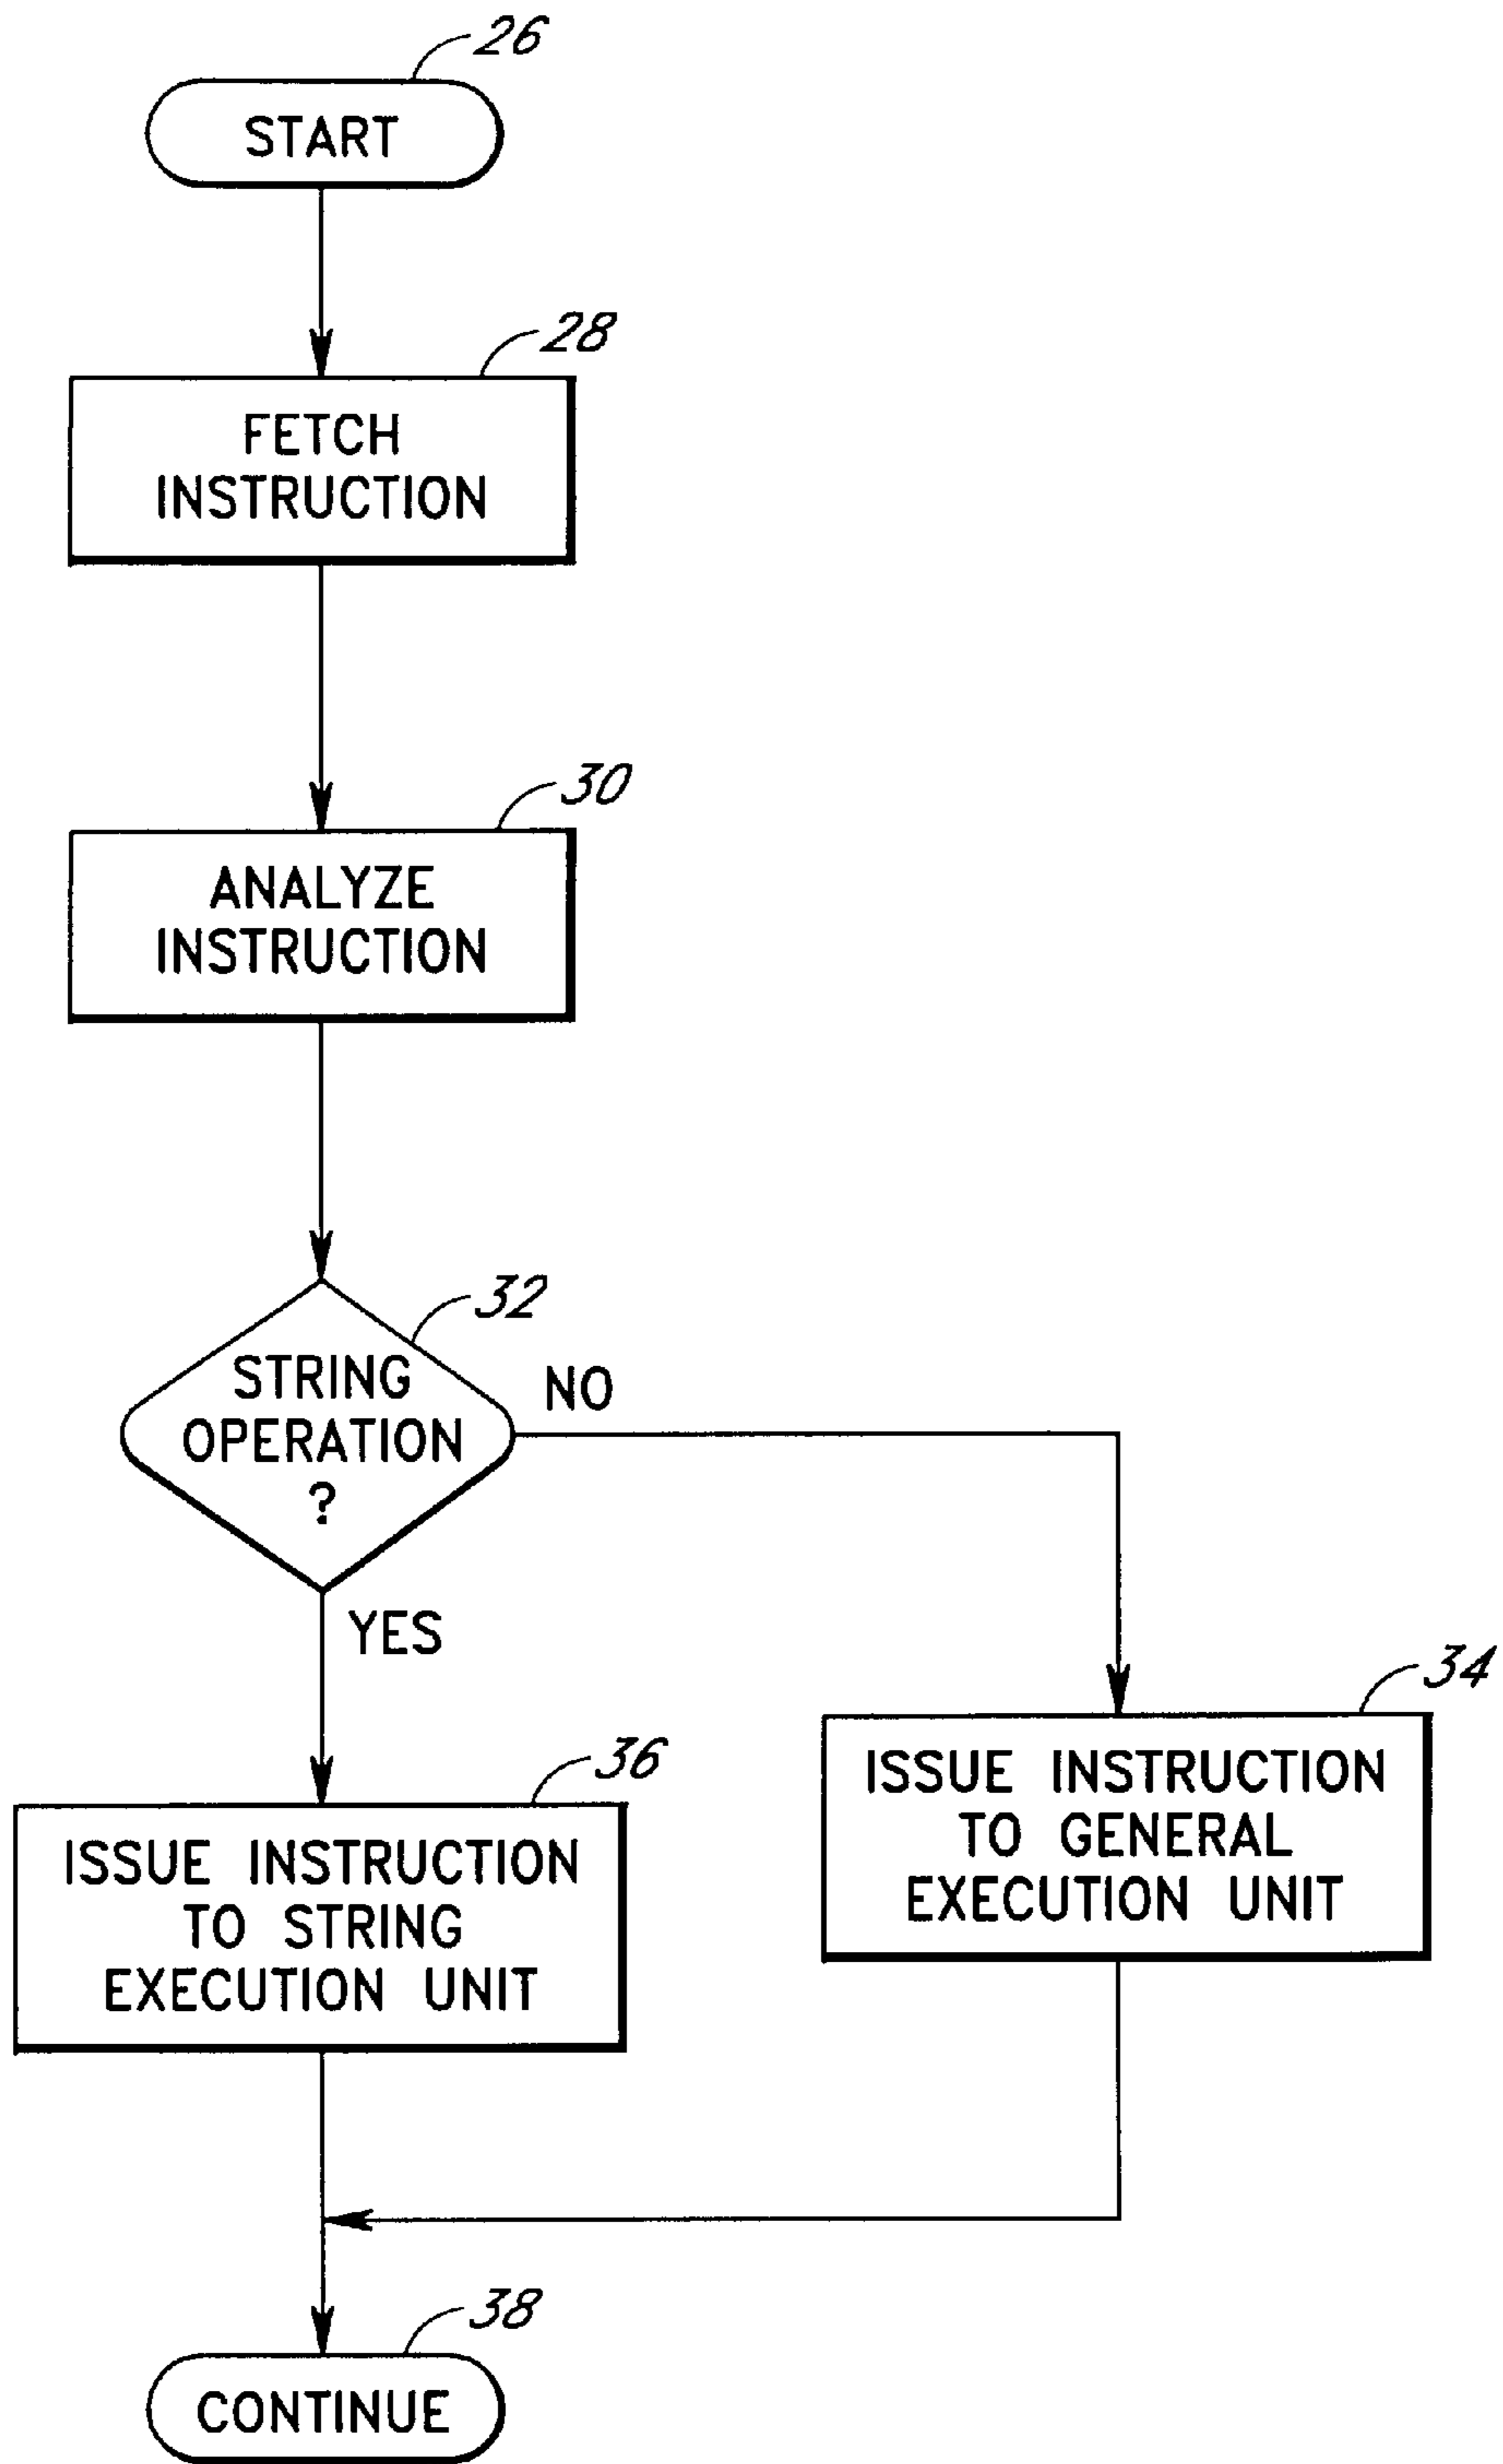 26
START
28
FETCH
INSTRUCTION
30
ANALYZE
INSTRUCTION
32
STRING
OPERATION
?
NO
YES
34
ISSUE INSTRUCTION
TO GENERAL
EXECUTION UNIT
36
ISSUE INSTRUCTION
TO STRING
EXECUTION UNIT
38
CONTINUE